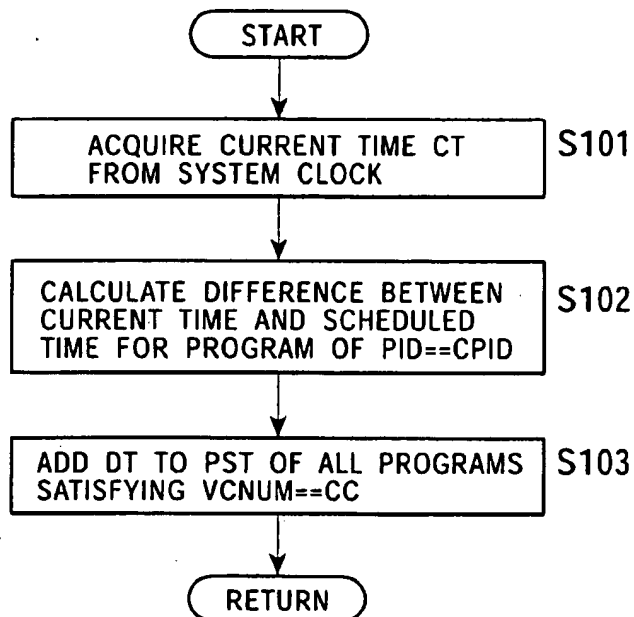 START
ACQUIRE CURRENT TIME CT
FROM SYSTEM CLOCK
S101
CALCULATE DIFFERENCE BETWEEN
CURRENT TIME AND SCHEDULED
TIME FOR PROGRAM OF PID==CPID
S102
ADD DT TO PST OF ALL PROGRAMS
SATISFYING VCNUM==CC
S103
RETURN